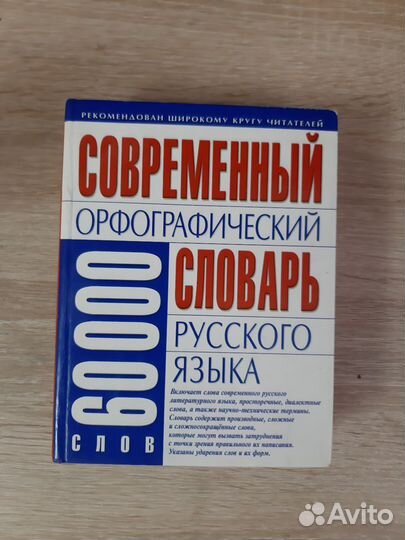 РЕКОМЕНДОВАН ШИРОКОМУ КРУГУ ЧИТАТЕЛЕЙ
СОВРЕМЕННЫЙ
ОРФОГРАФИЧЕСКИЙ
СЛОВАРЬ
РУССКОГО
ЯЗЫКА
60000
СЛОВ
Включает слова современного русского
литературного языка, просторечные, диалектные
слова, а также научно-технические термины.
Словарь содержит производные, сложные
и сложносокращённые слова,
которые могут вызвать затруднения
с точки зрения правильного их написания.
Указаны ударения слов и их форм.
Avito